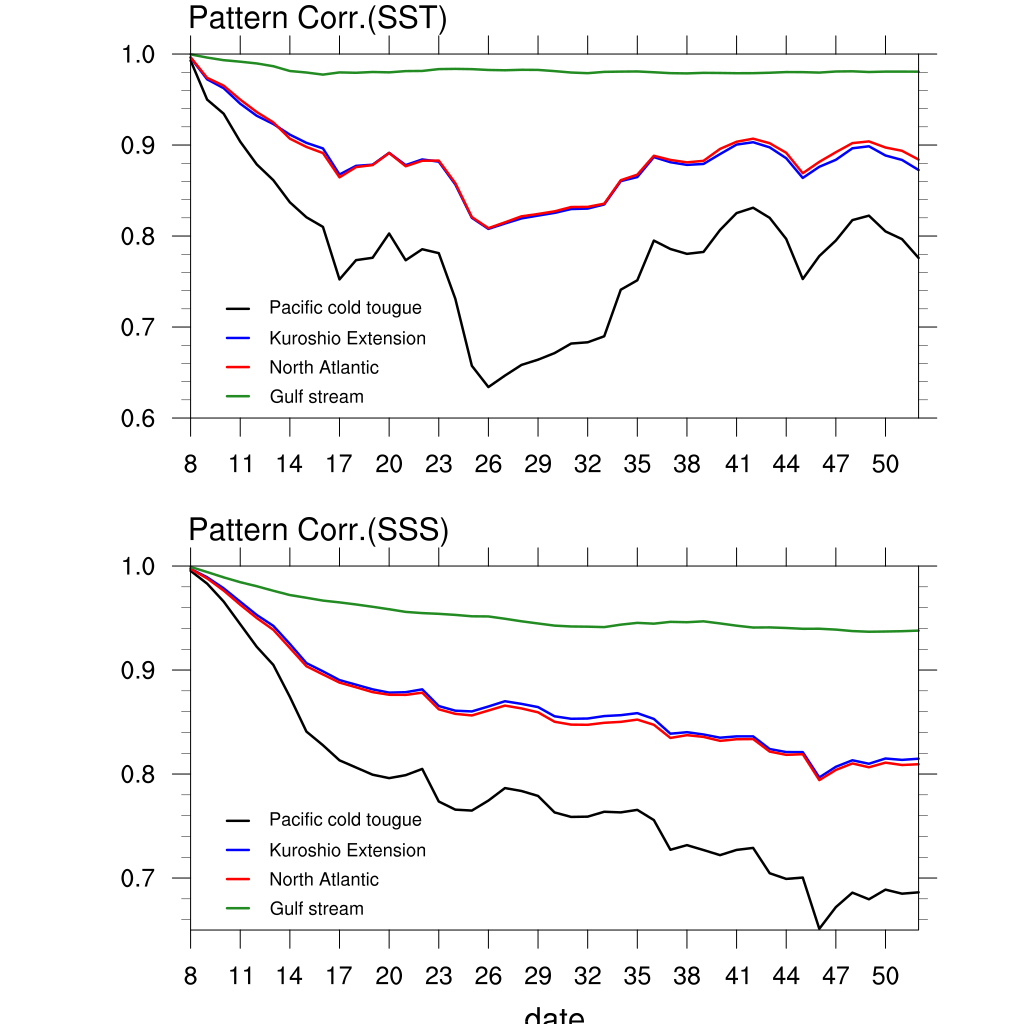 Pattern Corr.(SST)
1.0
0.9
0.8
0.7
0.6
Pacific cold tougue
Kuroshio Extension
North Atlantic
Gulf stream
8 11 14 17 20 23 26 29 32 35 38 41 44 47 50
Pattern Corr.(SSS)
1.0
0.9
0.8
0.7
Pacific cold tougue
Kuroshio Extension
North Atlantic
Gulf stream
8 11 14 17 20 23 26 29 32 35 38 41 44 47 50
date